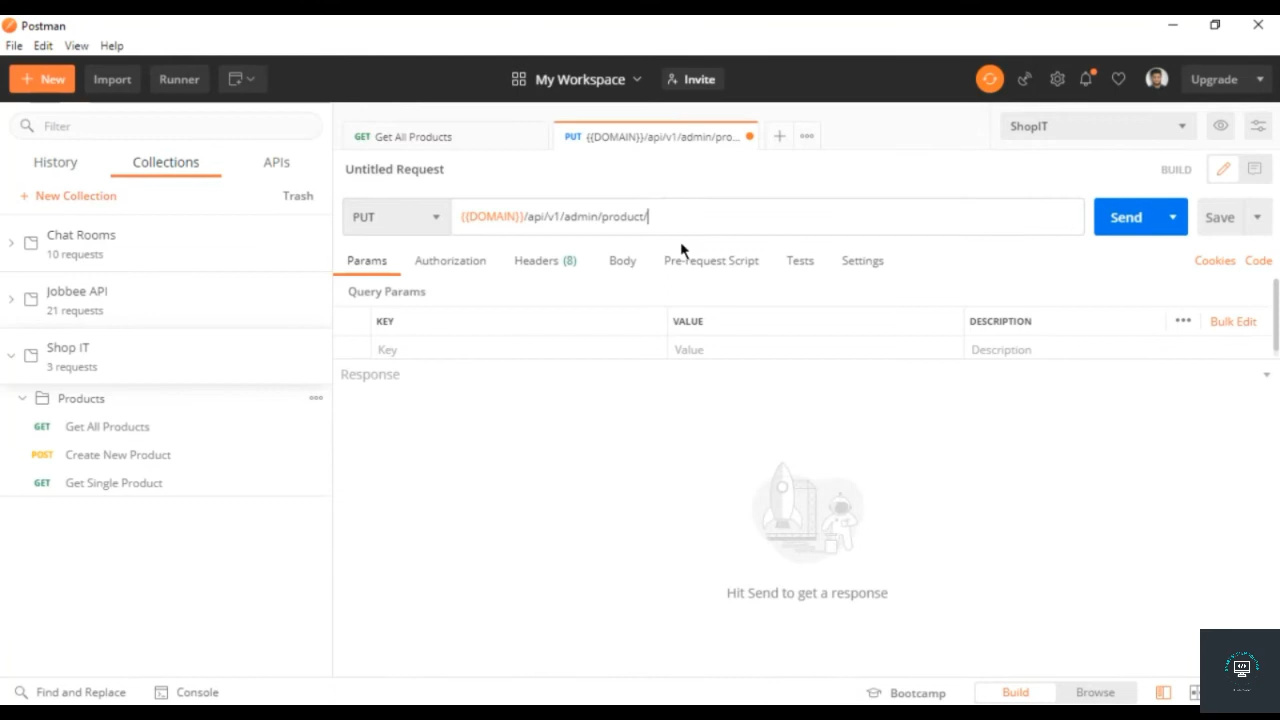 Postman
File Edit View Help
+ New Import Runner My Workspace Invite Upgrade
Filter
History Collections APIs
+ New Collection Trash
Chat Rooms
10 requests
Jobbee API
21 requests
Shop IT
3 requests
Products
GET Get All Products
POST Create New Product
GET Get Single Product
GET Get All Products PUT {{DOMAIN}}/api/v1/admin/pro... ShopIT
Untitled Request BUILD
PUT {{DOMAIN}}/api/v1/admin/product/ Send Save
Params Authorization Headers (8) Body Pre-request Script Tests Settings Cookies Code
Query Params
KEY VALUE DESCRIPTION Bulk Edit
Key Value Description
Response
Hit Send to get a response
Find and Replace Console Bootcamp Build Browse